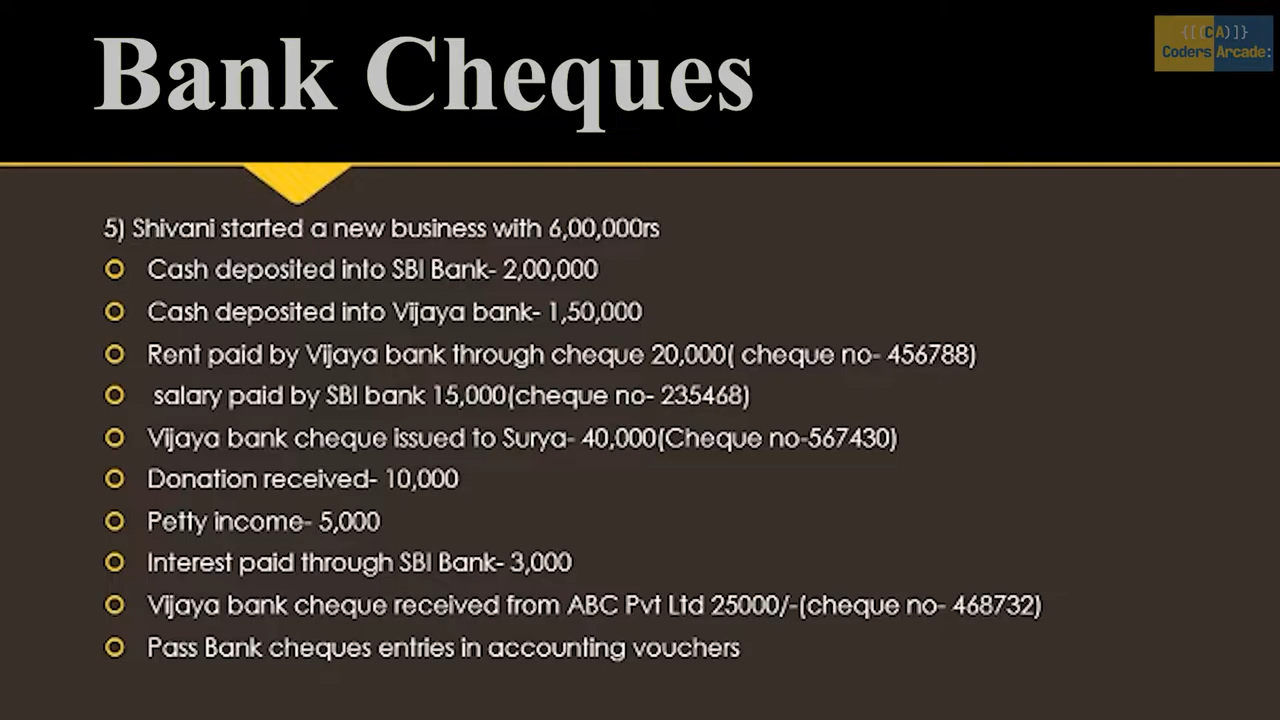 Bank Cheques
{[(CA)]}
Coders Arcade:
5) Shivani started a new business with 6,00,000rs
Cash deposited into SBI Bank- 2,00,000
Cash deposited into Vijaya bank- 1,50,000
Rent paid by Vijaya bank through cheque 20,000( cheque no- 456788)
salary paid by SBI bank 15,000(cheque no- 235468)
Vijaya bank cheque issued to Surya- 40,000(Cheque no-567430)
Donation received- 10,000
Petty income- 5,000
Interest paid through SBI Bank- 3,000
Vijaya bank cheque received from ABC Pvt Ltd 25000/-(cheque no- 468732)
Pass Bank cheques entries in accounting vouchers